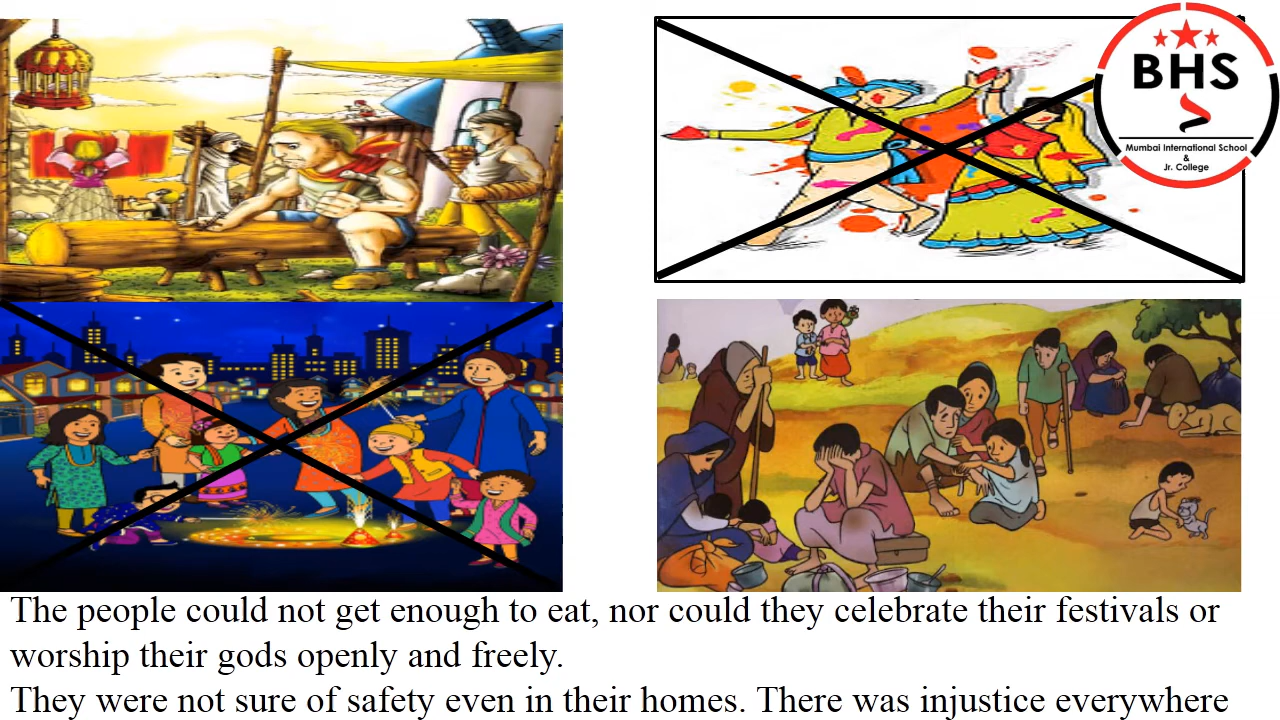 BHS
Mumbai International School
&
Jr. College
The people could not get enough to eat, nor could they celebrate their festivals or
worship their gods openly and freely.
They were not sure of safety even in their homes. There was injustice everywhere